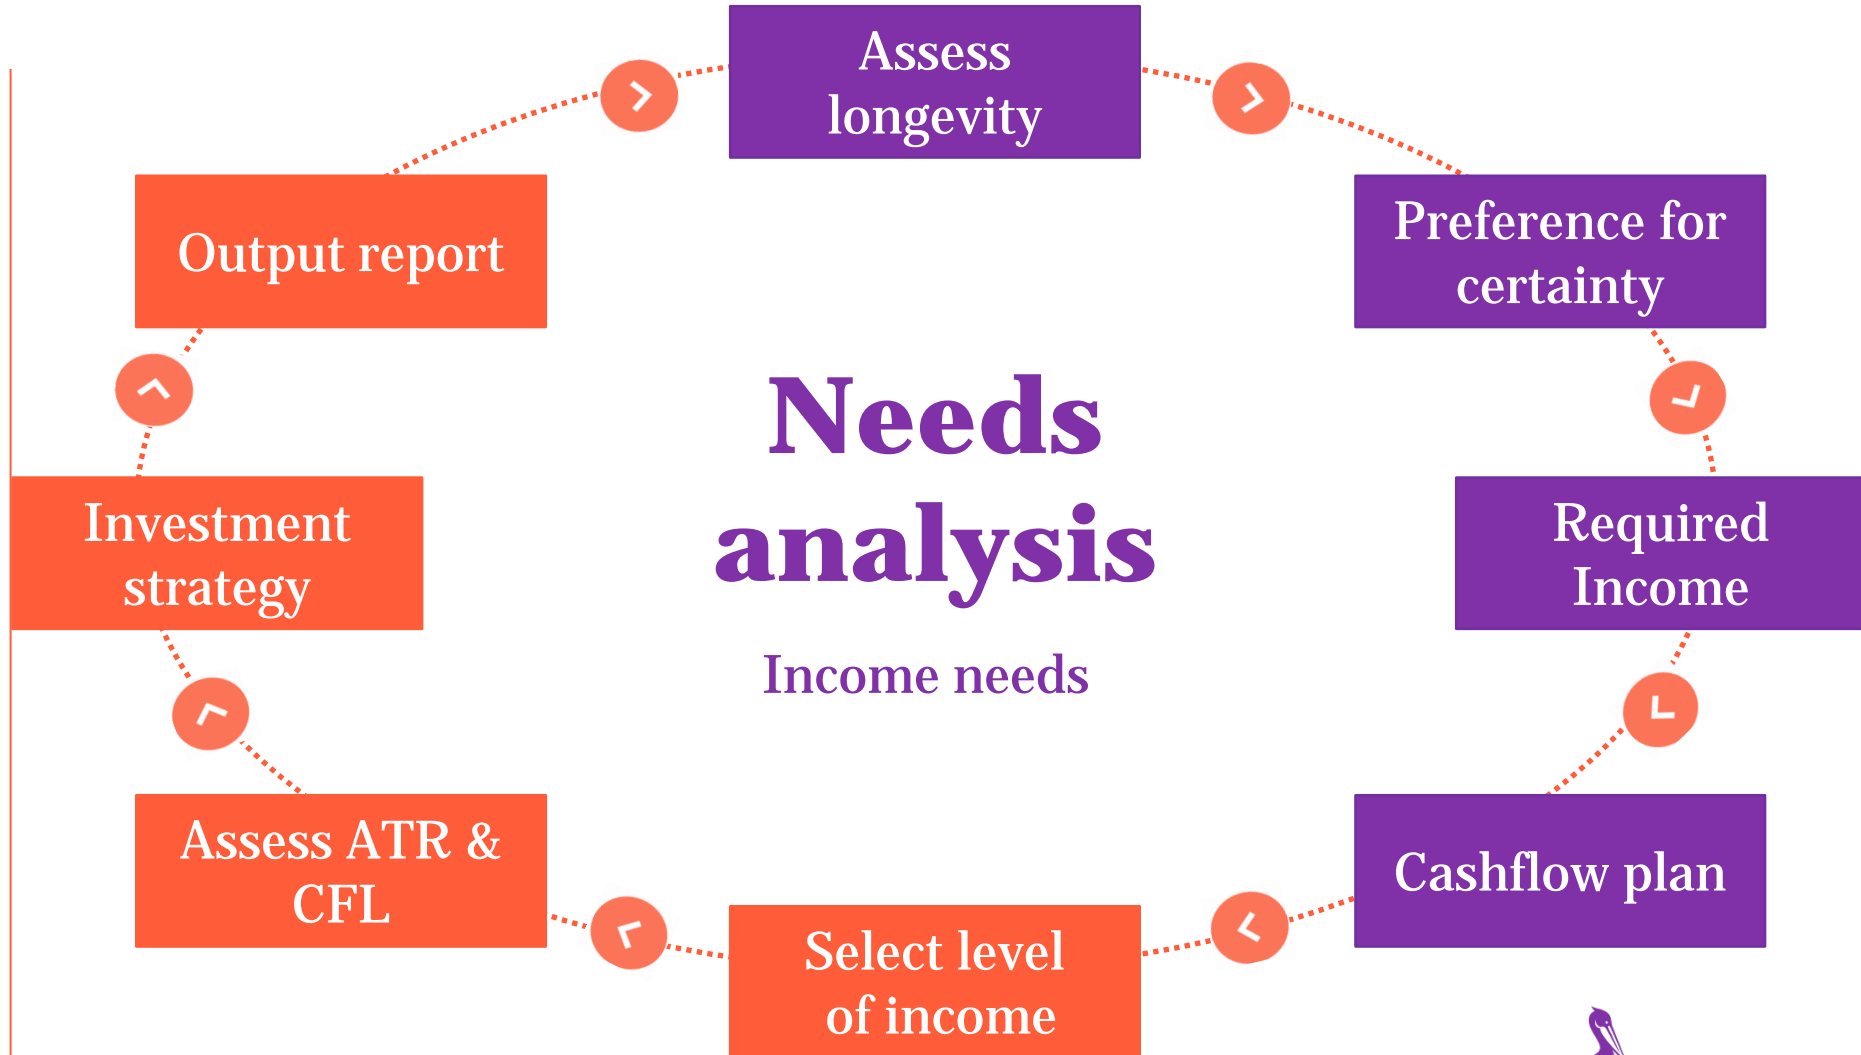 Assess
longevity
Preference for
certainty
Required
Income
Cashflow plan
Select level
of income
Assess ATR &
CFL
Investment
strategy
Output report
Needs
analysis
Income needs